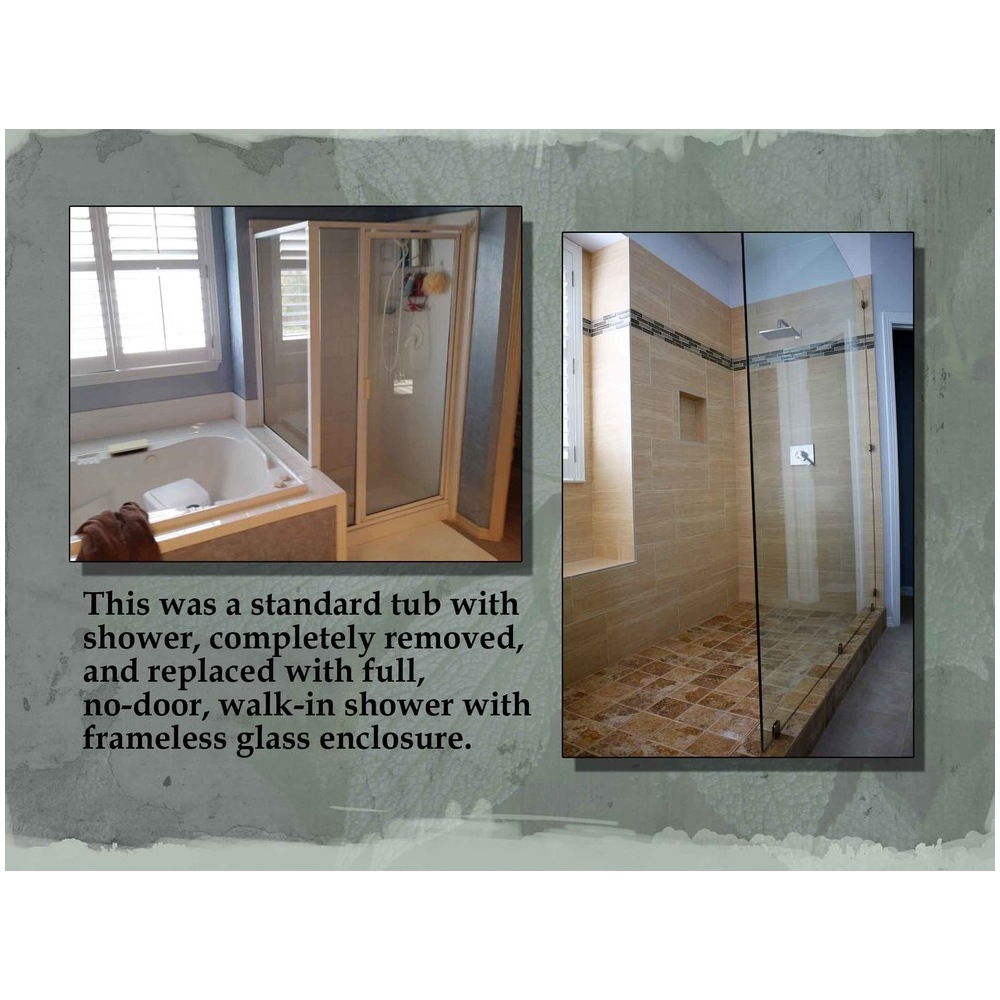 This was a standard tub with
shower, completely removed,
and replaced with full,
no-door, walk-in shower with
frameless glass enclosure.